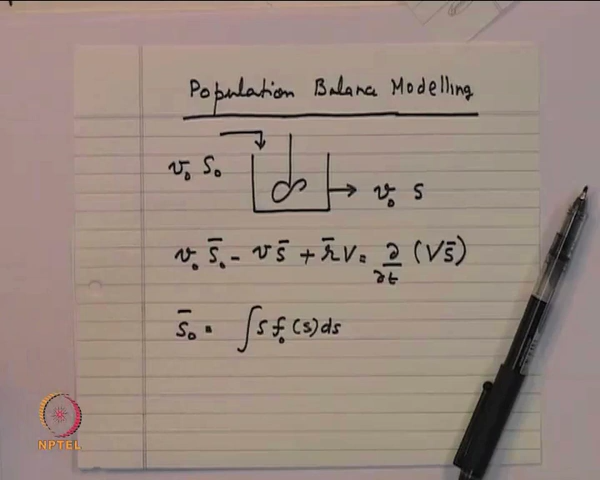 Population Balance Modelling
v₀ S₀
v₀ S
v₀ S̄₀ - v S̄ + r̄ V = ∂/∂t (V S̄)
S̄₀ = ∫ S f₀ (s) ds
NPTEL